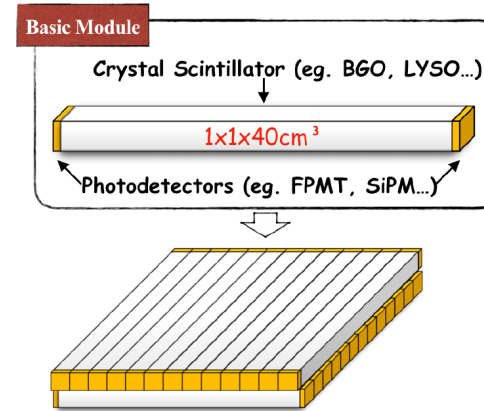 Basic Module
Crystal Scintillator (eg. BGO, LYSO...)
1x1x40cm³
Photodetectors (eg. FPMT, SiPM...)